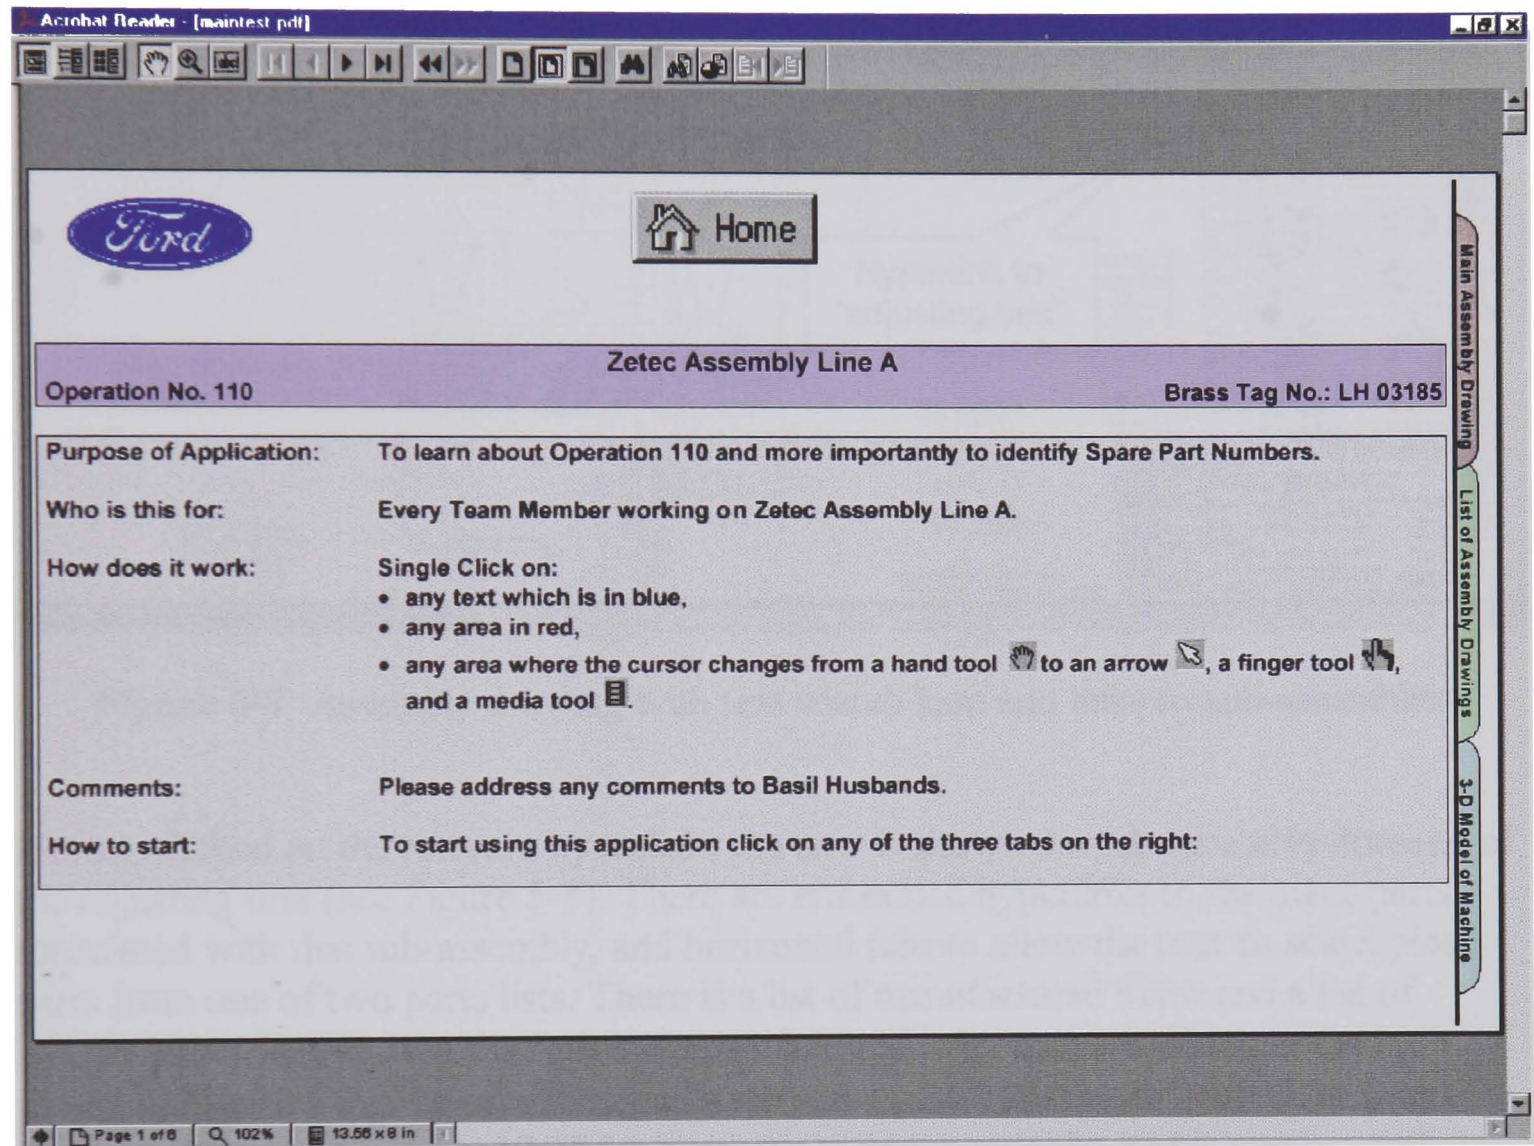 Acrobat Reader - [maintest.pdf]
Ford
Home
Zetec Assembly Line A
Operation No. 110
Brass Tag No.: LH 03185
Purpose of Application: To learn about Operation 110 and more importantly to identify Spare Part Numbers.
Who is this for: Every Team Member working on Zetec Assembly Line A.
How does it work: Single Click on:
• any text which is in blue,
• any area in red,
• any area where the cursor changes from a hand tool to an arrow, a finger tool,
and a media tool.
Comments: Please address any comments to Basil Husbands.
How to start: To start using this application click on any of the three tabs on the right:
Main Assembly Drawing
List of Assembly Drawings
3-D Model of Machine
Page 1 of 6
102%
13.56 x 8 in